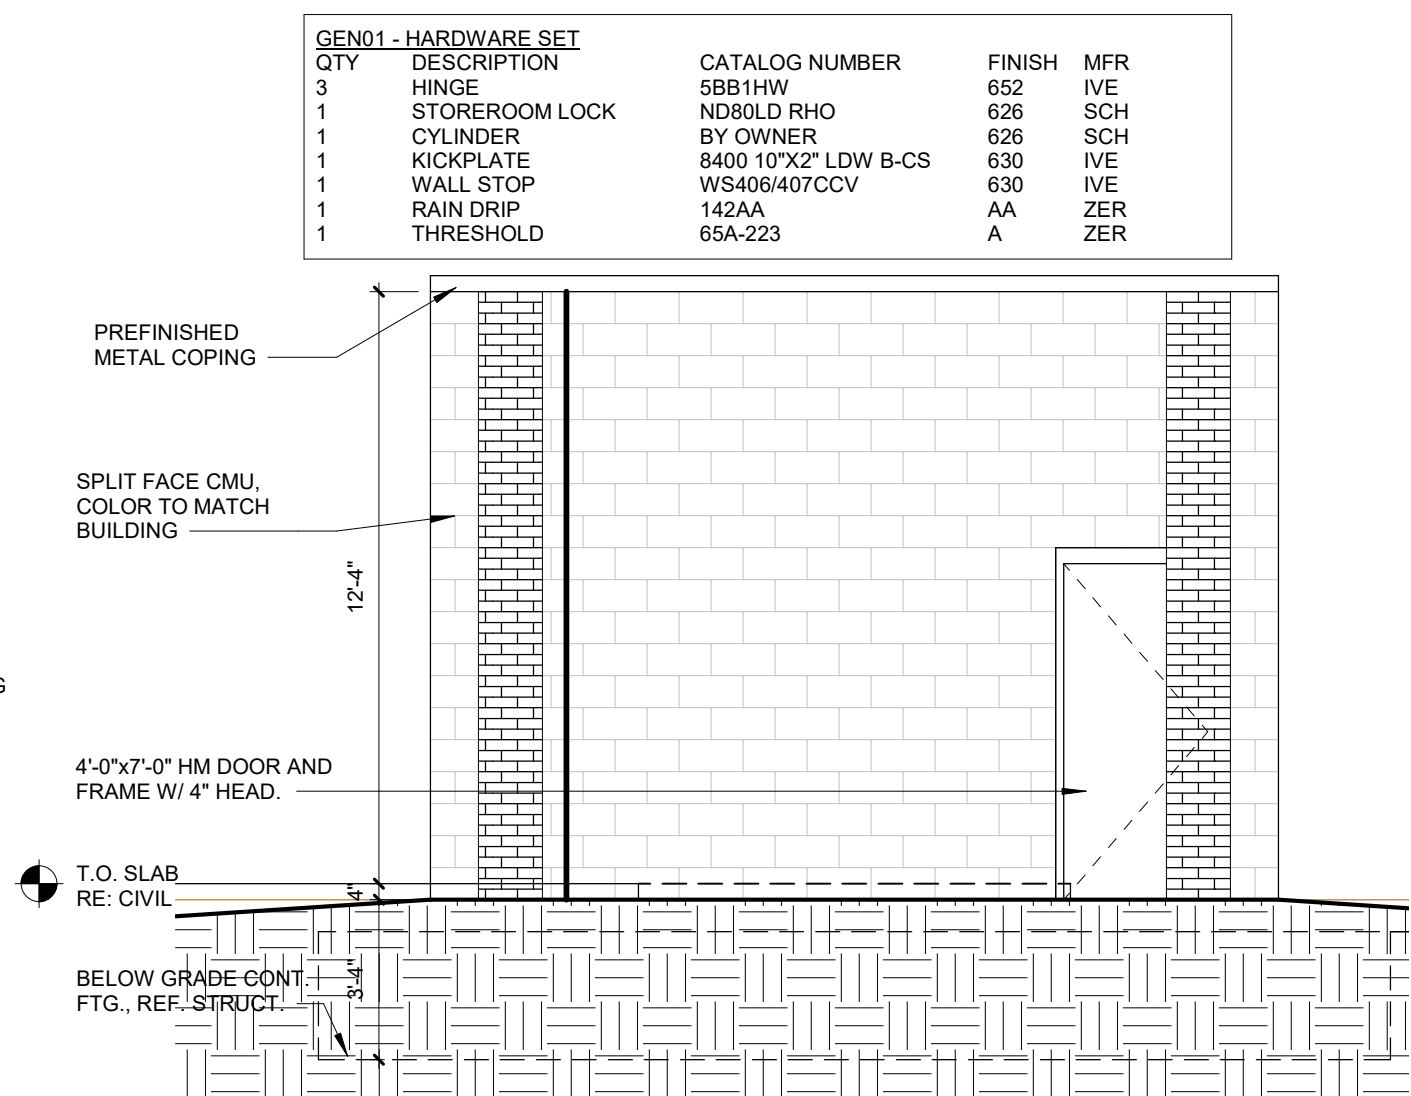 GEN01 - HARDWARE SET
QTY DESCRIPTION CATALOG NUMBER FINISH MFR
3 HINGE 5BB1HW 652 IVE
1 STOREROOM LOCK ND80LD RHO 626 SCH
1 CYLINDER BY OWNER 626 SCH
1 KICKPLATE 8400 10"X2" LDW B-CS 630 IVE
1 WALL STOP WS406/407CCV 630 IVE
1 RAIN DRIP 142AA AA ZER
1 THRESHOLD 65A-223 A ZER
PREFINISHED
METAL COPING
SPLIT FACE CMU,
COLOR TO MATCH
BUILDING
12'-4"
G
4'-0"x7'-0" HM DOOR AND
FRAME W/ 4" HEAD.
T.O. SLAB
RE: CIVIL
4"
BELOW GRADE CONT.
FTG., REF. STRUCT.
3'-4"